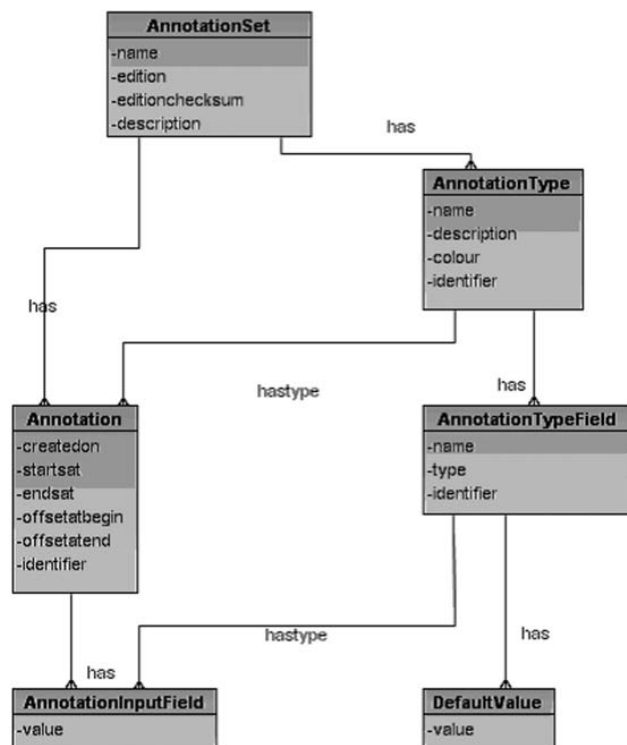 AnnotationSet
-name
-edition
-editionchecksum
-description
has
AnnotationType
-name
-description
-colour
-identifier
has
hastype
has
Annotation
-createdon
-startsat
-endsat
-offsetatbegin
-offsetatend
-identifier
AnnotationTypeField
-name
-type
-identifier
hastype
has
has
AnnotationInputField
-value
DefaultValue
-value